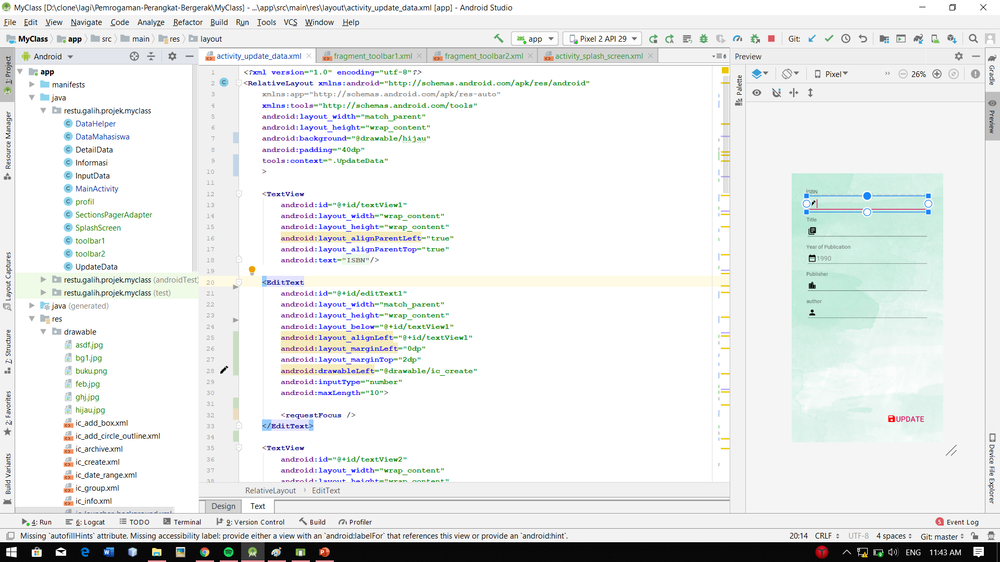 MyClass [D:\clone\lagi\Pemrogaman-Perangkat-Bergerak\MyClass] - ...\app\src\main\res\layout\activity_update_data.xml [app] - Android Studio
File Edit View Navigate Code Analyze Refactor Build Run Tools VCS Window Help
MyClass app src main res layout
app Pixel 2 API 29 Git:
Android
activity_update_data.xml fragment_toolbar1.xml fragment_toolbar2.xml activity_splash_screen.xml 6
Preview
1: Project
Resource Manager
Layout Captures
7: Structure
2: Favorites
Build Variants
app
manifests
java
restu.galih.projek.myclass
DataHelper
DataMahasiswa
DetailData
Informasi
InputData
MainActivity
profil
SectionsPagerAdapter
SplashScreen
toolbar1
toolbar2
UpdateData
restu.galih.projek.myclass (androidTest)
restu.galih.projek.myclass (test)
java (generated)
res
drawable
asdf.jpg
bg1.jpg
buku.png
feb.jpg
ghj.jpg
hijau.jpg
ic_add_box.xml
ic_add_circle_outline.xml
ic_archive.xml
ic_create.xml
ic_date_range.xml
ic_group.xml
ic_info.xml
1 <?xml version="1.0" encoding="utf-8"?>
2 <RelativeLayout xmlns:android="http://schemas.android.com/apk/res/android"
3 xmlns:app="http://schemas.android.com/apk/res-auto"
4 xmlns:tools="http://schemas.android.com/tools"
5 android:layout_width="match_parent"
6 android:layout_height="wrap_content"
7 android:background="@drawable/hijau"
8 android:padding="40dp"
9 tools:context=".UpdateData"
10 >
11
12 <TextView
13 android:id="@+id/textView1"
14 android:layout_width="wrap_content"
15 android:layout_height="wrap_content"
16 android:layout_alignParentLeft="true"
17 android:layout_alignParentTop="true"
18 android:text="ISBN"/>
19
20 <EditText
21 android:id="@+id/editText1"
22 android:layout_width="match_parent"
23 android:layout_height="wrap_content"
24 android:layout_below="@+id/textView1"
25 android:layout_alignLeft="@+id/textView1"
26 android:layout_marginLeft="0dp"
27 android:layout_marginTop="2dp"
28 android:drawableLeft="@drawable/ic_create"
29 android:inputType="number"
30 android:maxLength="10">
31
32 <requestFocus />
33 </EditText>
34
35 <TextView
36 android:id="@+id/textView2"
37 android:layout_width="wrap_content"
38 android:layout_height="wrap_content"
RelativeLayout › EditText
Design Text
Palette
Pixel 26%
ISBN
Title
Year of Publication
1990
Publisher
author
UPDATE
Gradle
Preview
Device File Explorer
4: Run 6: Logcat TODO Terminal 9: Version Control Build Profiler 5 Event Log
Missing `autofillHints` attribute. Missing accessibility label: provide either a view with an `android:labelFor` that references this view or provide an `android:hint`.
20:14 CRLF UTF-8 4 spaces Git: master
ENG 11:43 AM